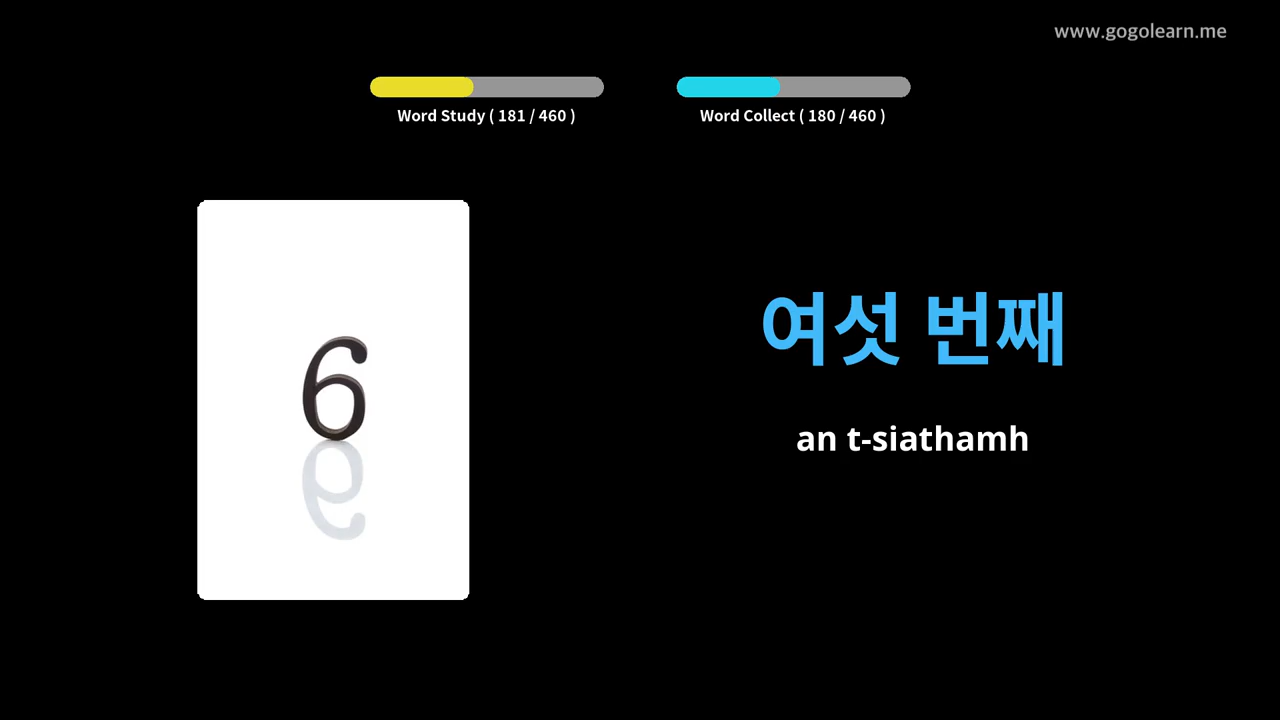 www.gogolearn.me
Word Study ( 181 / 460 )
Word Collect ( 180 / 460 )
6
여섯 번째
an t-siathamh